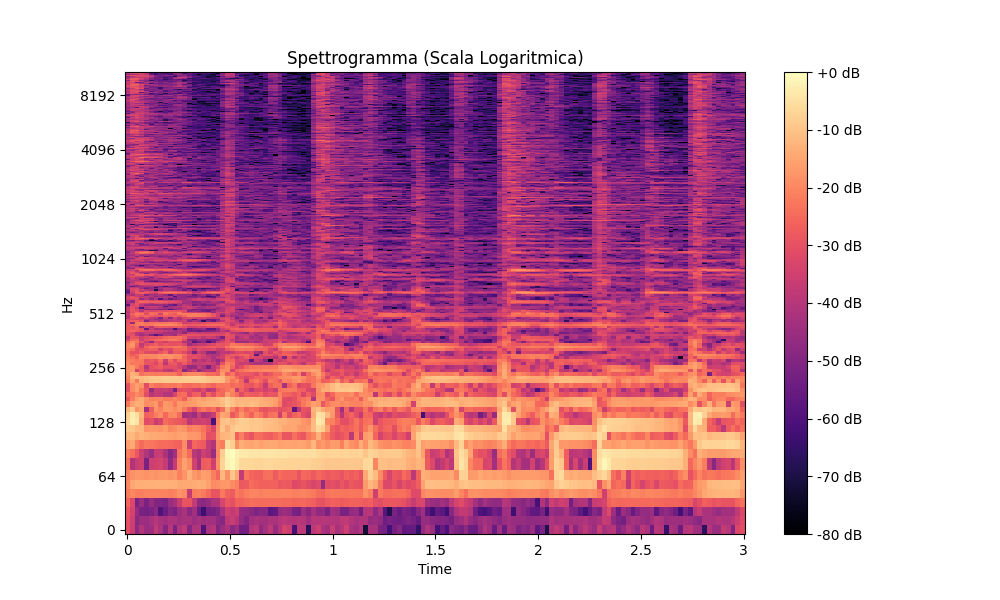 Spettrogramma (Scala Logaritmica)
+0 dB
8192
-10 dB
4096
-20 dB
2048
-30 dB
1024
Hz
512
-40 dB
256
-50 dB
128
-60 dB
64
-70 dB
0
-80 dB
0 0.5 1 1.5 2 2.5 3
Time